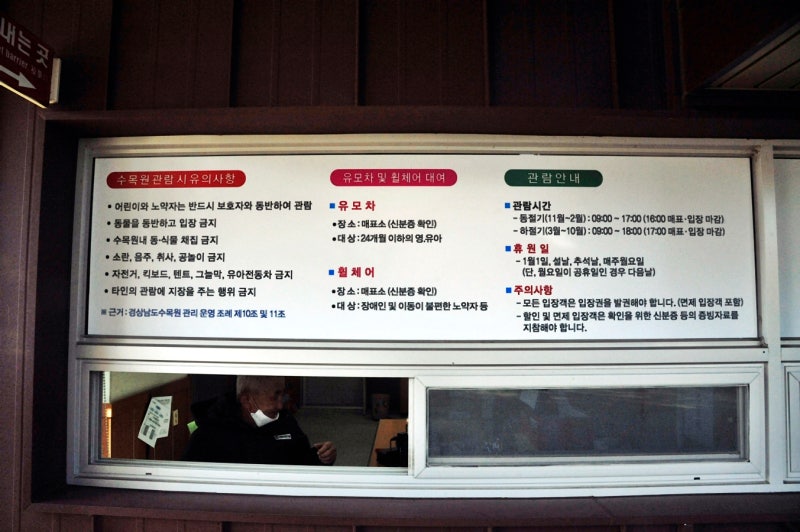 내는 곳
수목원관람시유의사항
• 어린이와 노약자는 반드시 보호자와 동반하여 관람
• 동물을 동반하고 입장 금지
• 수목원내 동·식물 채집 금지
• 소란, 음주, 취사, 공놀이 금지
• 자전거, 킥보드, 텐트, 그늘막, 유아전동차 금지
• 타인의 관람에 지장을 주는 행위 금지
※ 근거 : 경상남도수목원 관리 운영 조례 제10조 및 11조
유모차 및 휠체어 대여
■ 유 모 차
• 장 소 : 매표소 (신분증 확인)
• 대 상 : 24개월 이하의 영,유아
■ 휠 체 어
• 장 소 : 매표소 (신분증 확인)
• 대 상 : 장애인 및 이동이 불편한 노약자 등
관람안내
■ 관람시간
- 동절기(11월~2월) : 09:00 ~ 17:00 (16:00 매표·입장 마감)
- 하절기(3월~10월) : 09:00 ~ 18:00 (17:00 매표·입장 마감)
■ 휴 원 일
- 1월1일, 설날, 추석날, 매주월요일
(단, 월요일이 공휴일인 경우 다음날)
■ 주의사항
- 모든 입장객은 입장권을 발권해야 합니다. (면제 입장객 포함)
- 할인 및 면제 입장객은 확인을 위한 신분증 등의 증빙자료를
지참해야 합니다.